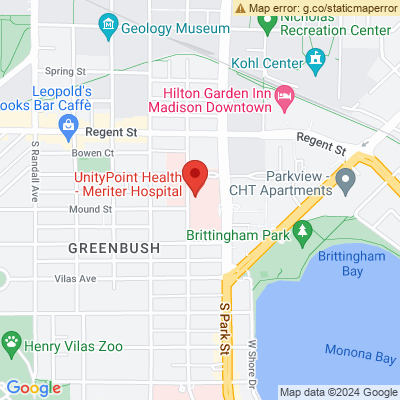 Map error: g.co/staticmaperror
Nicholas
Recreation Center
Geology Museum
Kohl Center
Spring St
Leopold's
ooks Bar Caffè
Hilton Garden Inn
Madison Downtown
Regent St
Regent St
Bowen Ct
S Randall Ave
UnityPoint Health
- Meriter Hospital
Parkview -
CHT Apartments
Mound St
Brittingham Park
GREENBUSH
Brittingham
Bay
Vilas Ave
S Park St
W Shore Dr
Henry Vilas Zoo
Monona Bay
Google
Map data ©2024 Google